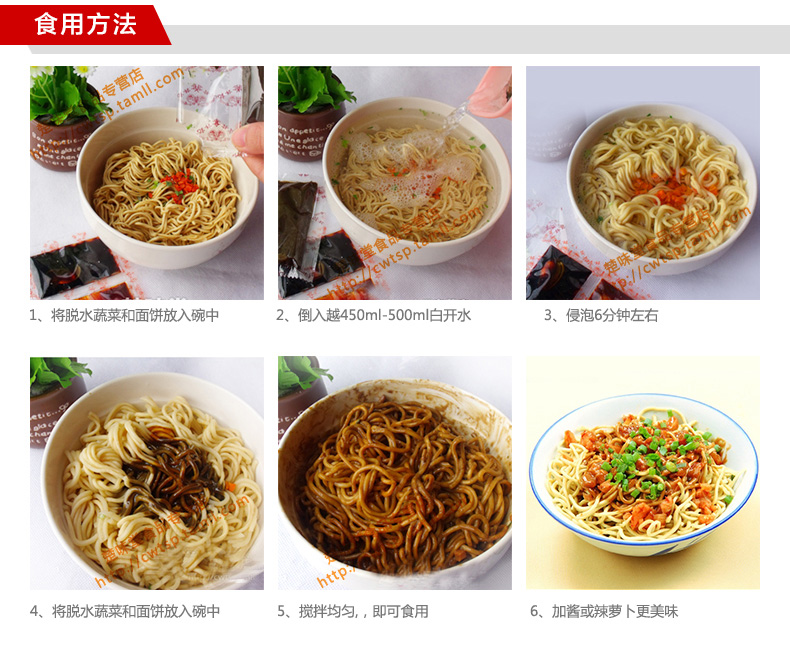 食用方法
1、将脱水蔬菜和面饼放入碗中
2、倒入越450ml-500ml白开水
3、侵泡6分钟左右
4、将脱水蔬菜和面饼放入碗中
5、搅拌均匀,，即可食用
6、加酱或辣萝卜更美味